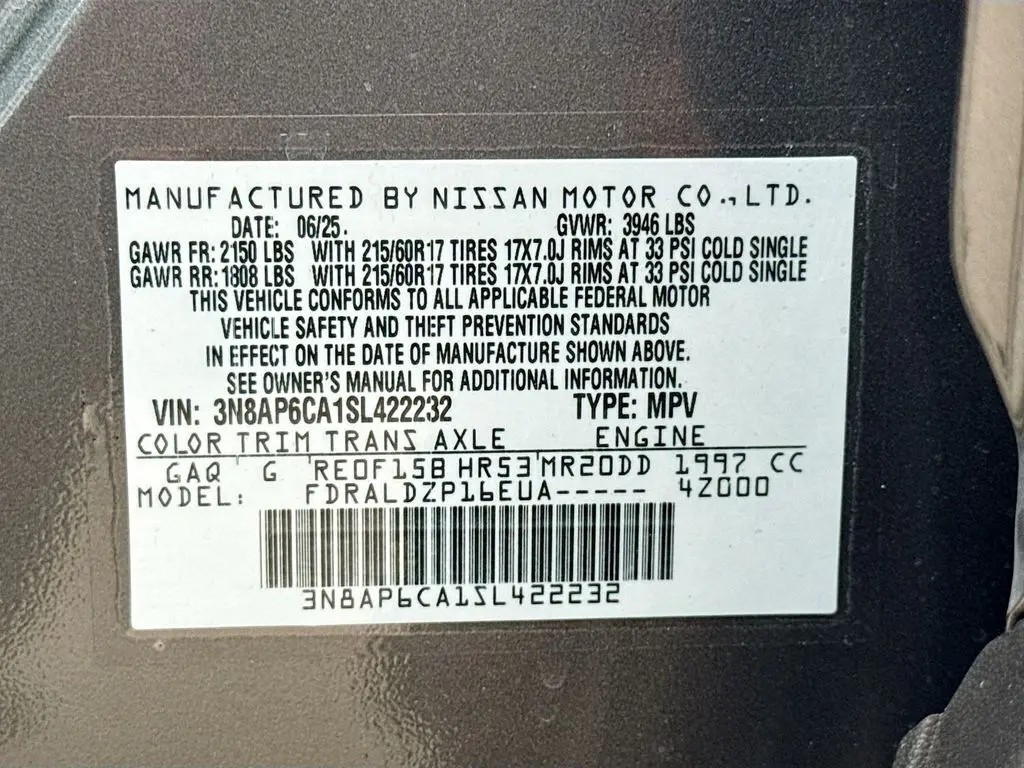 MANUFACTURED BY NISSAN MOTOR CO.,LTD.
DATE: 06/25. GVWR: 3946 LBS
GAWR FR: 2150 LBS WITH 215/60R17 TIRES 17X7.0J RIMS AT 33 PSI COLD SINGLE
GAWR RR: 1808 LBS WITH 215/60R17 TIRES 17X7.0J RIMS AT 33 PSI COLD SINGLE
THIS VEHICLE CONFORMS TO ALL APPLICABLE FEDERAL MOTOR
VEHICLE SAFETY AND THEFT PREVENTION STANDARDS
IN EFFECT ON THE DATE OF MANUFACTURE SHOWN ABOVE.
SEE OWNER'S MANUAL FOR ADDITIONAL INFORMATION.
VIN: 3N8AP6CA1SL422232 TYPE: MPV
COLOR TRIM TRANS AXLE ENGINE
GAQ G RE0F15B HR53 MR20DD 1997 CC
MODEL: FDRALDZP16EUA----- 4Z000
3N8AP6CA1SL422232